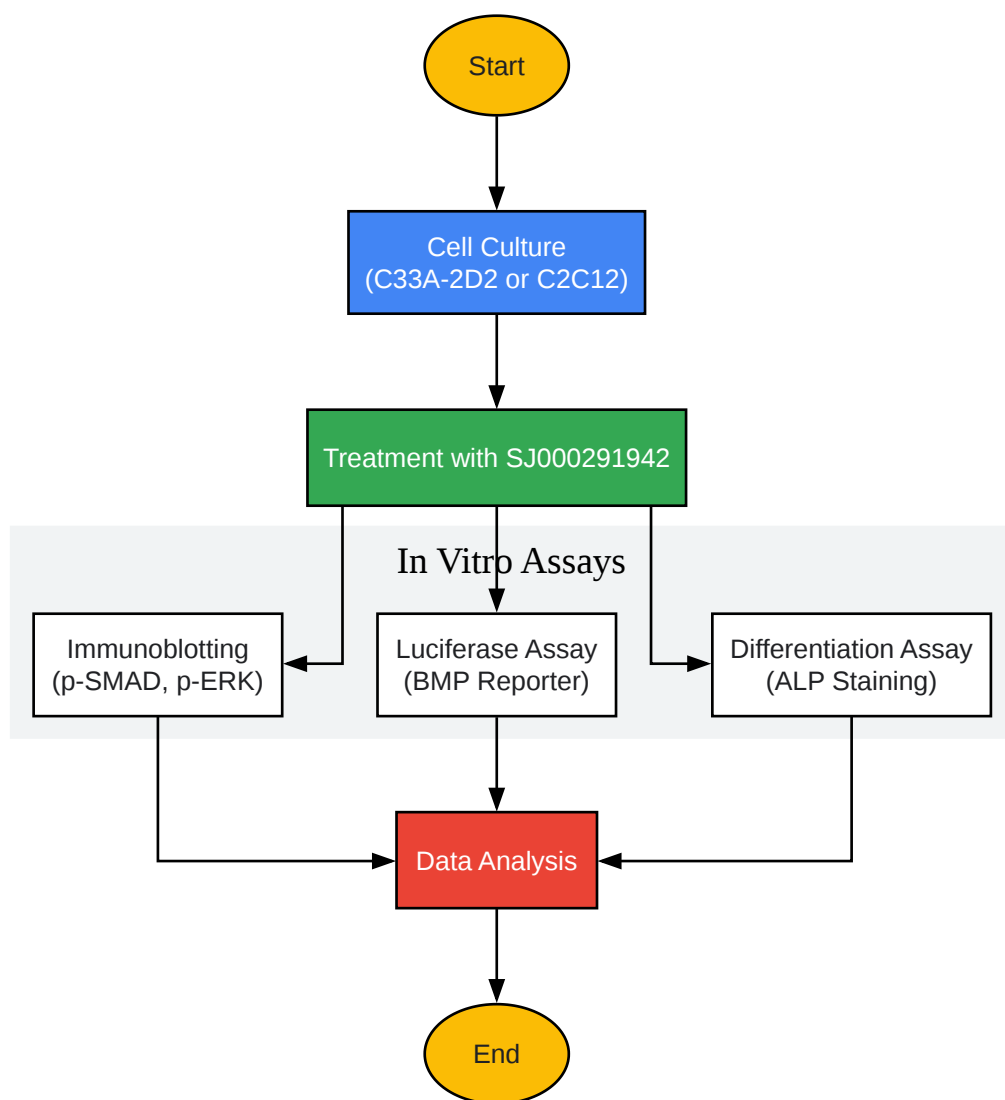 Start
Cell Culture
(C33A-2D2 or C2C12)
Treatment with SJ000291942
In Vitro Assays
Immunoblotting
(p-SMAD, p-ERK)
Luciferase Assay
(BMP Reporter)
Differentiation Assay
(ALP Staining)
Data Analysis
End